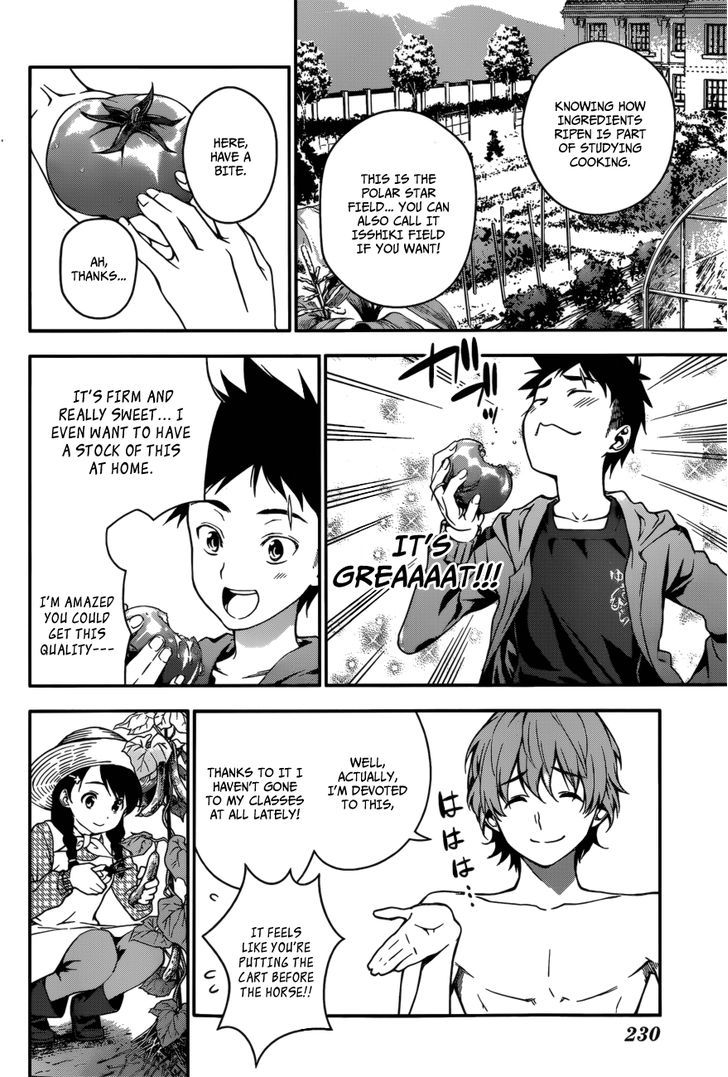 KNOWING HOW
INGREDIENTS
RIPEN IS PART
OF STUDYING
COOKING.
THIS IS THE
POLAR STAR
FIELD... YOU CAN
ALSO CALL IT
ISSHIKI FIELD
IF YOU WANT!
HERE,
HAVE A
BITE.
AH,
THANKS...
IT'S
GREAAAAT!!!
IT'S FIRM AND
REALLY SWEET... I
EVEN WANT TO HAVE
A STOCK OF THIS
AT HOME.
I'M AMAZED
YOU COULD
GET THIS
QUALITY---
WELL,
ACTUALLY,
I'M DEVOTED
TO THIS,
ははは…
THANKS TO IT I
HAVEN'T GONE
TO MY CLASSES
AT ALL LATELY!
IT FEELS
LIKE YOU'RE
PUTTING THE
CART BEFORE
THE HORSE!!
230